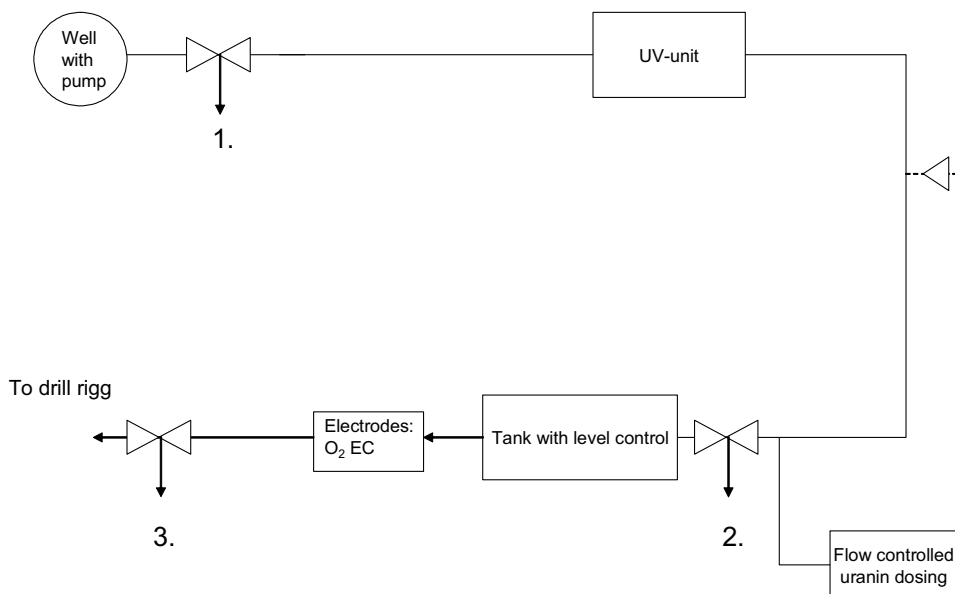 Well
with
pump
UV-unit
1.
To drill rigg
Electrodes:
O₂ EC
Tank with level control
3.
2.
Flow controlled
uranin dosing